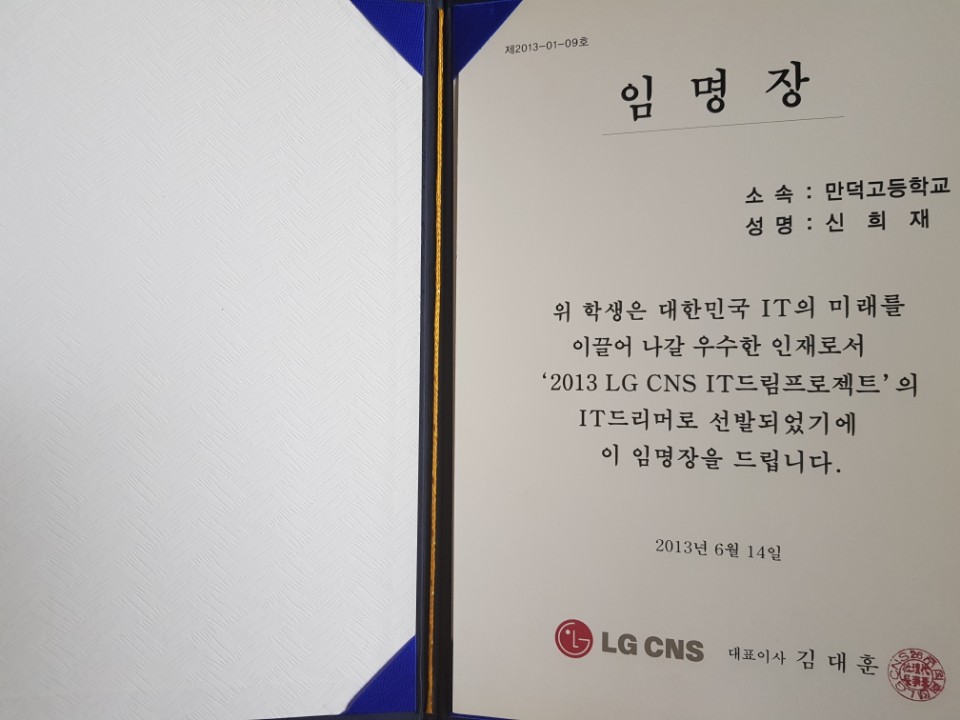 제2013-01-09호
임 명 장
소 속 : 만덕고등학교
성 명 : 신 희 재
위 학생은 대한민국 IT의 미래를
이끌어 나갈 우수한 인재로서
‘2013 LG CNS IT드림프로젝트’의
IT드리머로 선발되었기에
이 임명장을 드립니다.
2013년 6월 14일
LG CNS 대표이사 김 대 훈